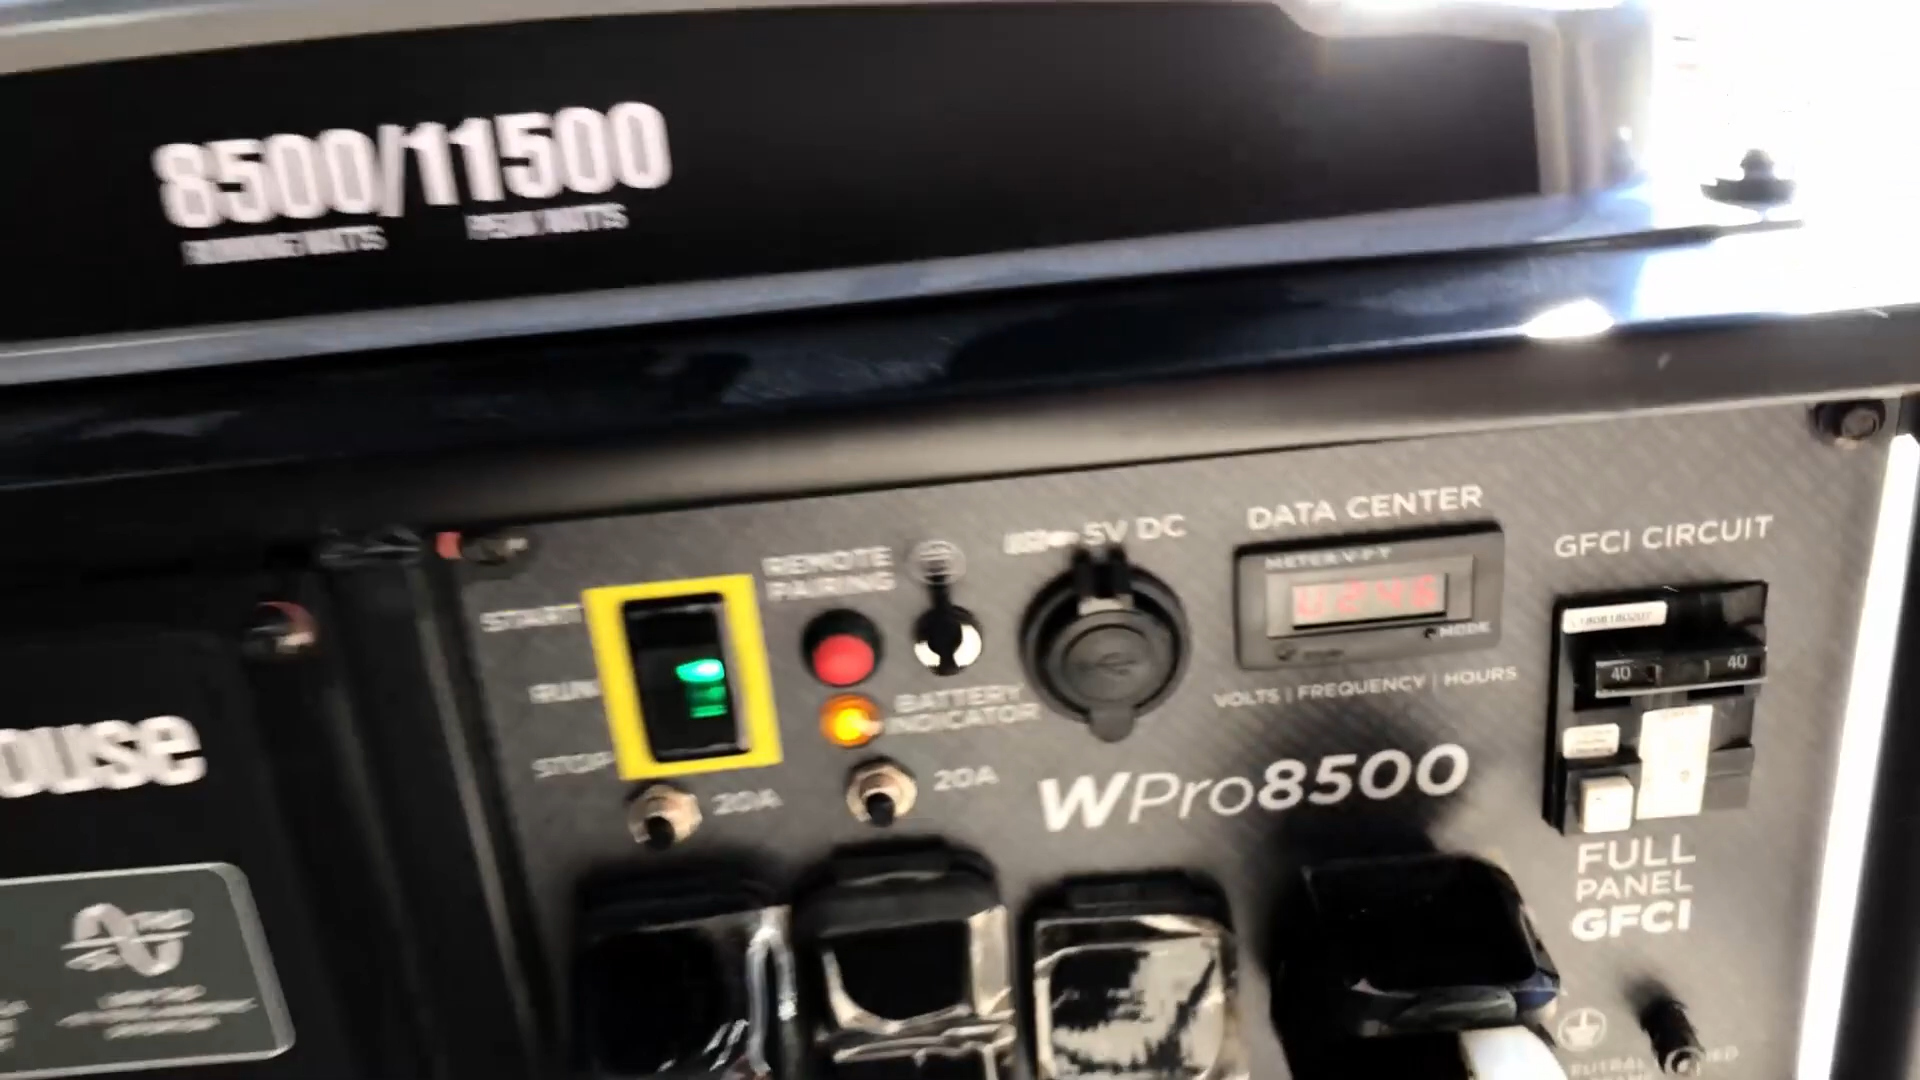 8500/11500
RUNNING WATTS
PEAK WATTS
DATA CENTER
5V DC
GFCI CIRCUIT
REMOTE
PAIRING
METER V.F.T
START
U 246
MODE
40
40
RUN
BATTERY
INDICATOR
VOLTS | FREQUENCY | HOURS
ouse
STOP
20A
20A
WPro8500
FULL
PANEL
GFCI